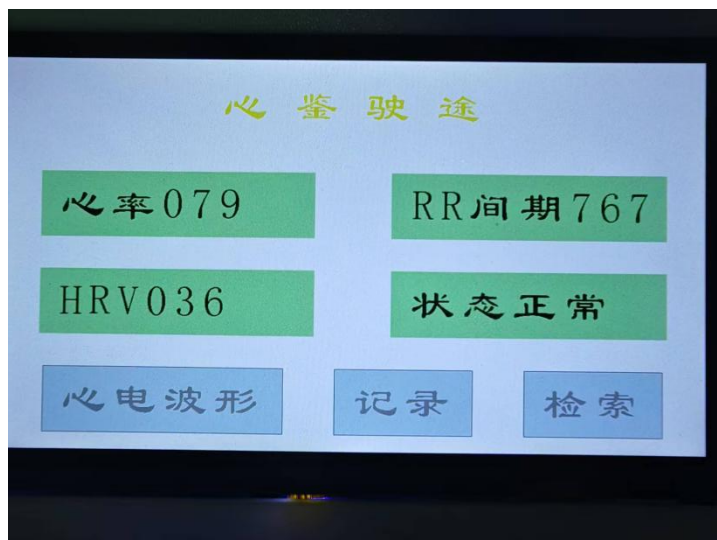 心鉴驶途
心率079
RR间期767
HRV036
状态正常
心电波形
记录
检索